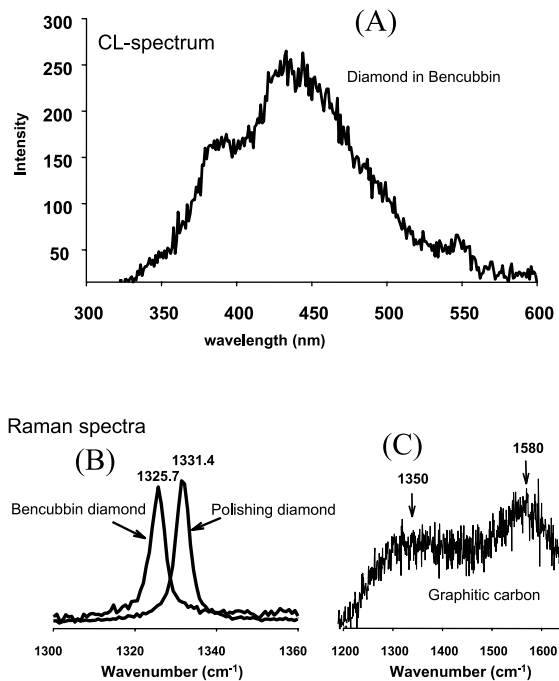 (A)
CL-spectrum
Diamond in Bencubbin
Intensity
300
250
200
150
100
50
300 400 450 500 550 600
wavelength (nm)
Raman spectra
(B)
1325.7
1331.4
Bencubbin diamond
Polishing diamond
1300 1320 1340 1360
Wavenumber (cm-1)
(C)
1350
1580
Graphitic carbon
1200 1300 1400 1500 1600
Wavenumber (cm-1)